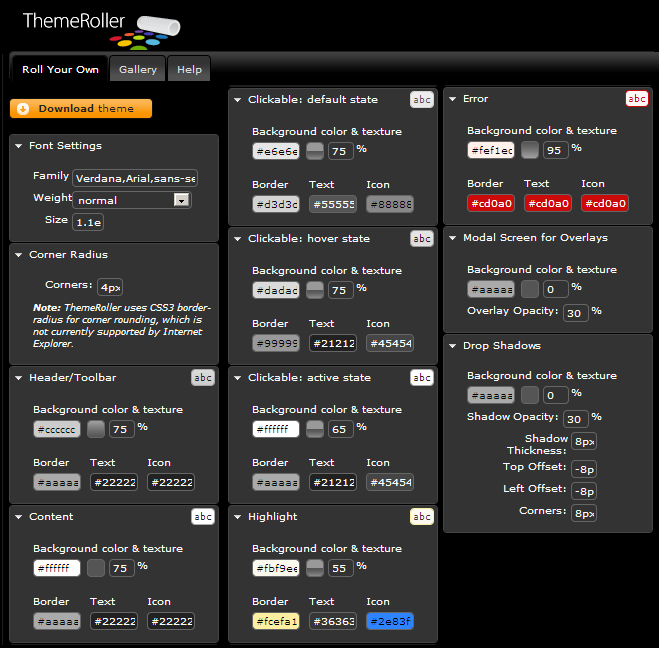 ThemeRoller
Roll Your Own Gallery Help
Download theme
Font Settings
Family Verdana,Arial,sans-se
Weight normal
Size 1.1e
Corner Radius
Corners: 4px
Note: ThemeRoller uses CSS3 border-
radius for corner rounding, which is
not currently supported by Internet
Explorer.
Header/Toolbar abc
Background color & texture
#cccccc 75 %
Border Text Icon
#aaaaa #22222 #22222
Content abc
Background color & texture
#ffffff 75 %
Border Text Icon
#aaaaa #22222 #22222
Clickable: default state abc
Background color & texture
#e6e6e 75 %
Border Text Icon
#d3d3c #55555 #88888
Clickable: hover state abc
Background color & texture
#dadac 75 %
Border Text Icon
#99999 #21212 #45454
Clickable: active state abc
Background color & texture
#ffffff 65 %
Border Text Icon
#aaaaa #21212 #45454
Highlight abc
Background color & texture
#fbf9ee 55 %
Border Text Icon
#fcefa1 #36363 #2e83f
Error abc
Background color & texture
#fef1ec 95 %
Border Text Icon
#cd0a0 #cd0a0 #cd0a0
Modal Screen for Overlays
Background color & texture
#aaaaa 0 %
Overlay Opacity: 30 %
Drop Shadows
Background color & texture
#aaaaa 0 %
Shadow Opacity: 30 %
Shadow
Thickness: 8px
Top Offset: -8p
Left Offset: -8p
Corners: 8px